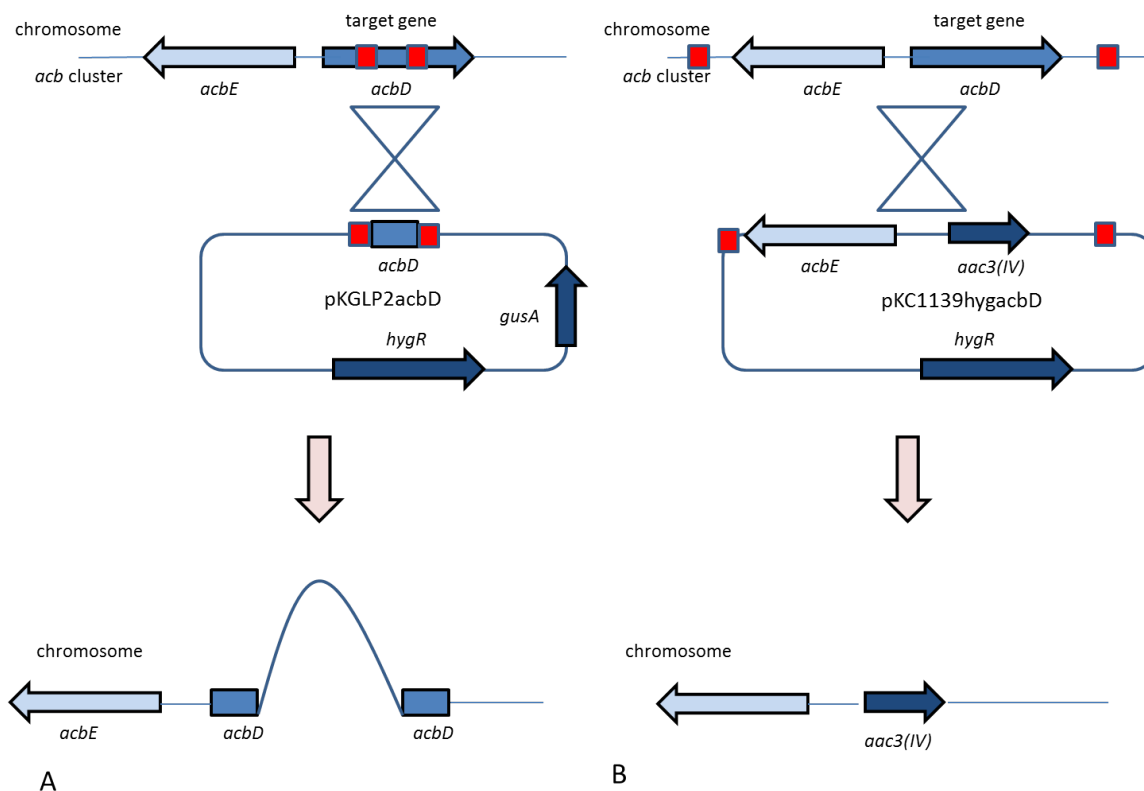 chromosome
target gene
acb cluster
acbE
acbD
acbD
pKGLP2acbD
gusA
hygR
chromosome
acbE
acbD
acbD
A
chromosome
target gene
acb cluster
acbE
acbD
acbE
aac3(IV)
pKC1139hygacbD
hygR
chromosome
aac3(IV)
B